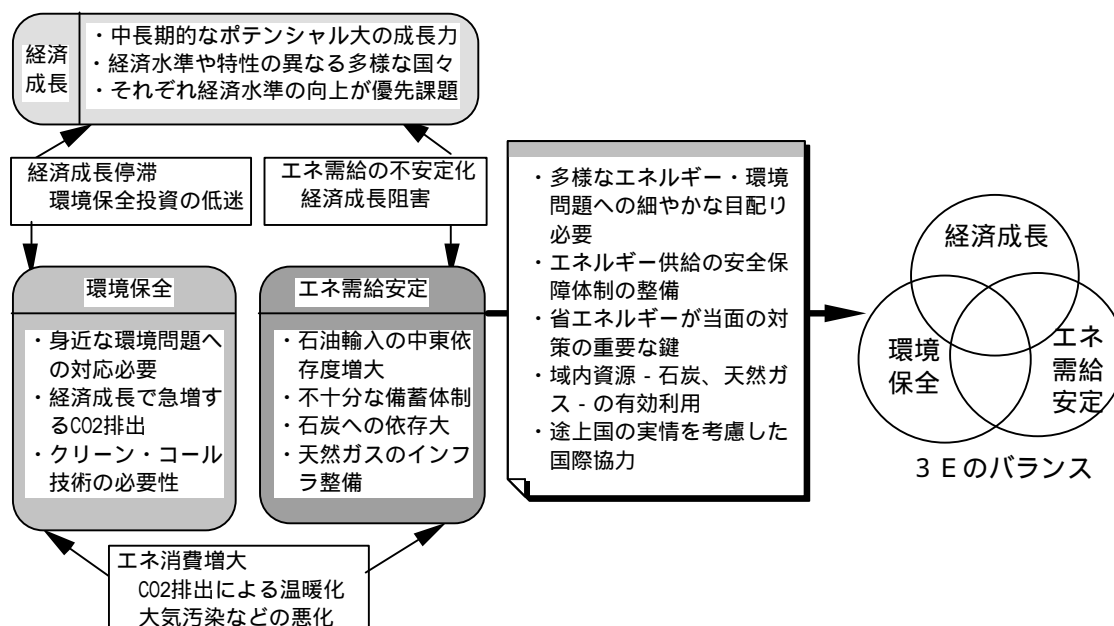 経済
成長
・中長期的なポテンシャル大の成長力
・経済水準や特性の異なる多様な国々
・それぞれ経済水準の向上が優先課題
経済成長停滞
環境保全投資の低迷
エネ需給の不安定化
経済成長阻害
環境保全
・身近な環境問題へ
の対応必要
・経済成長で急増す
るCO2排出
・クリーン・コール
技術の必要性
エネ需給安定
・石油輸入の中東依
存度増大
・不十分な備蓄体制
・石炭への依存大
・天然ガスのインフ
ラ整備
エネ消費増大
CO2排出による温暖化
大気汚染などの悪化
・多様なエネルギー・環境
問題への細やかな目配り
必要
・エネルギー供給の安全保
障体制の整備
・省エネルギーが当面の対
策の重要な鍵
・域内資源 - 石炭、天然ガ
ス - の有効利用
・途上国の実情を考慮した
国際協力
経済成長
環境
保全
エネ
需給
安定
３Ｅのバランス